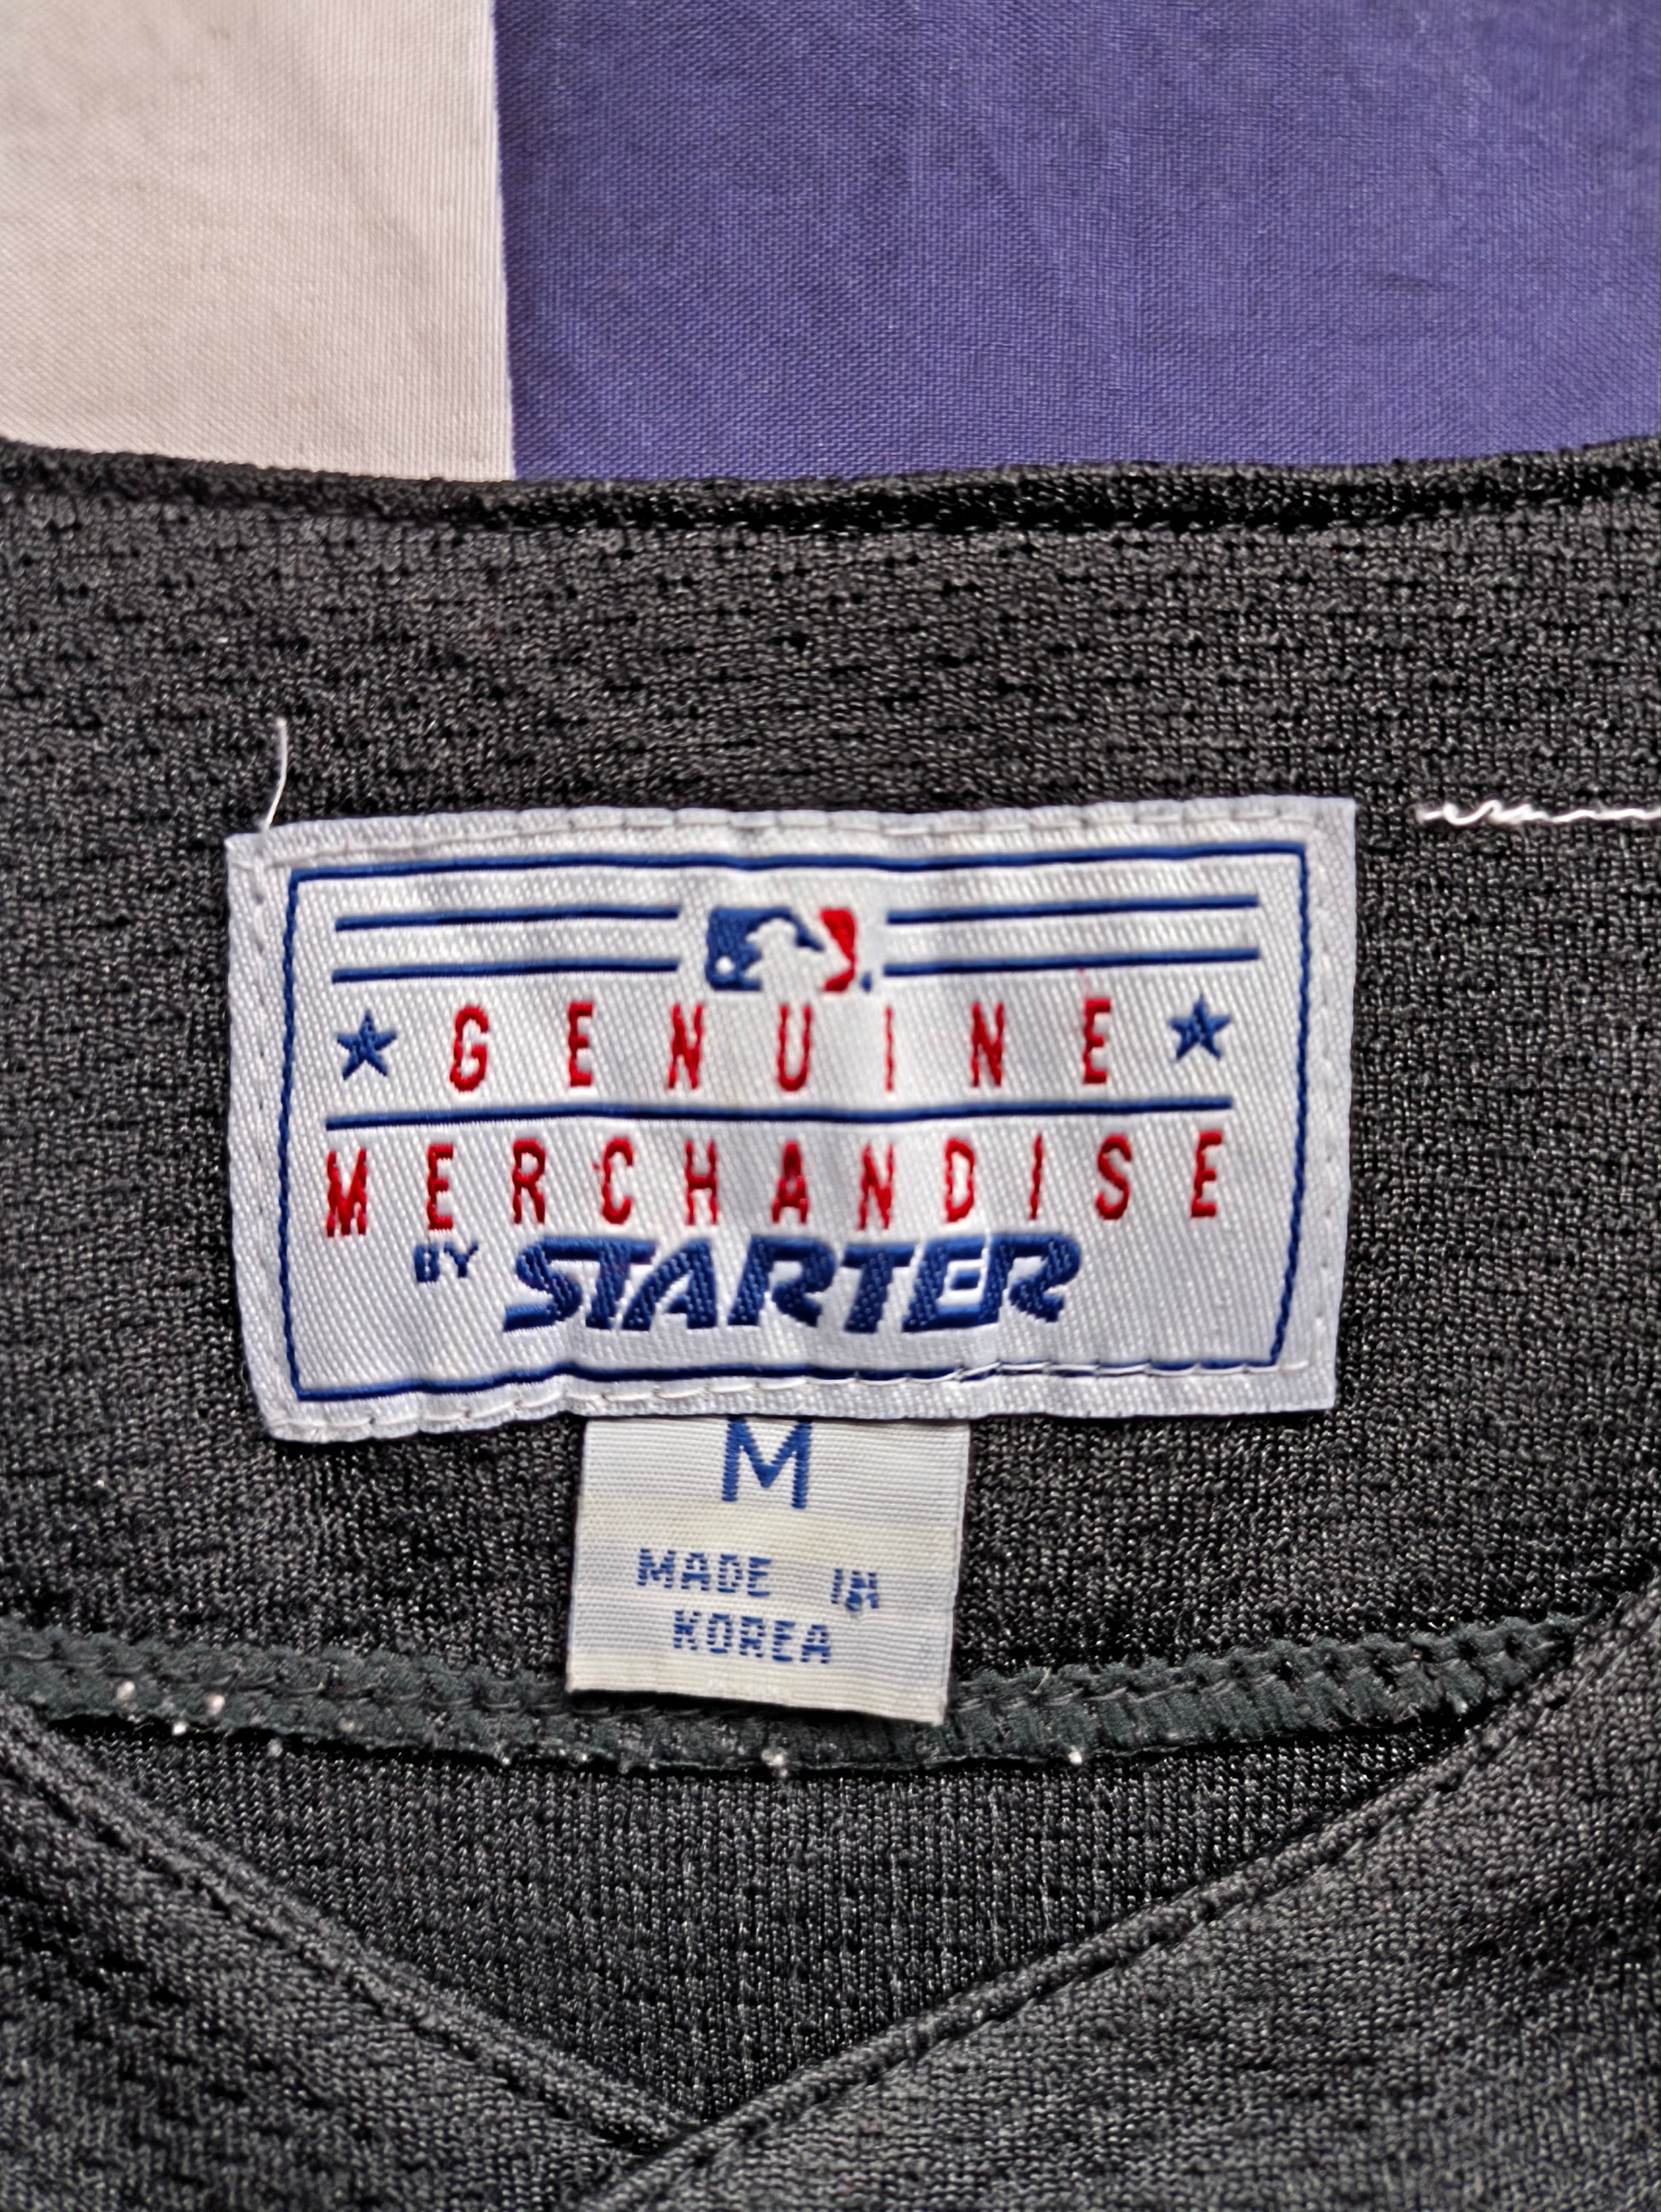 GENUINE
MERCHANDISE
BY STARTER
M
MADE IN
KOREA